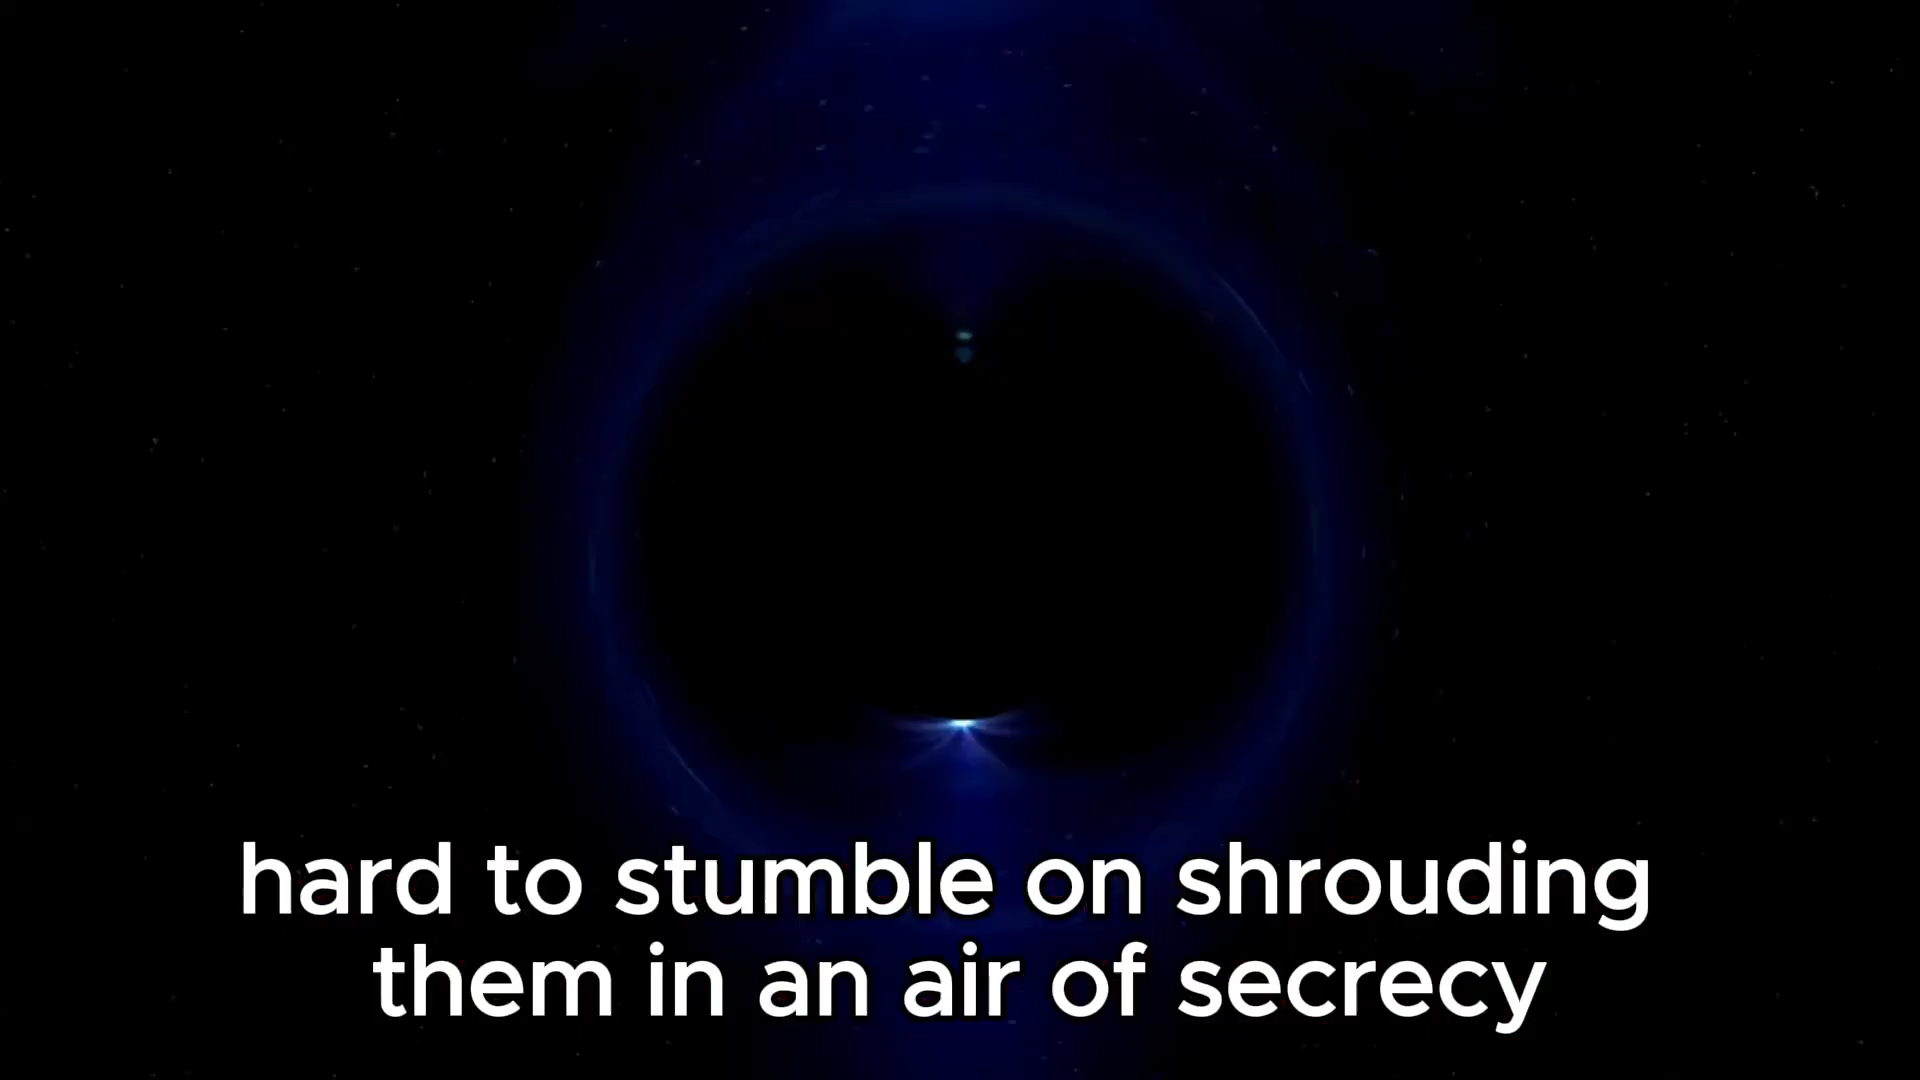 hard to stumble on shrouding
them in an air of secrecy